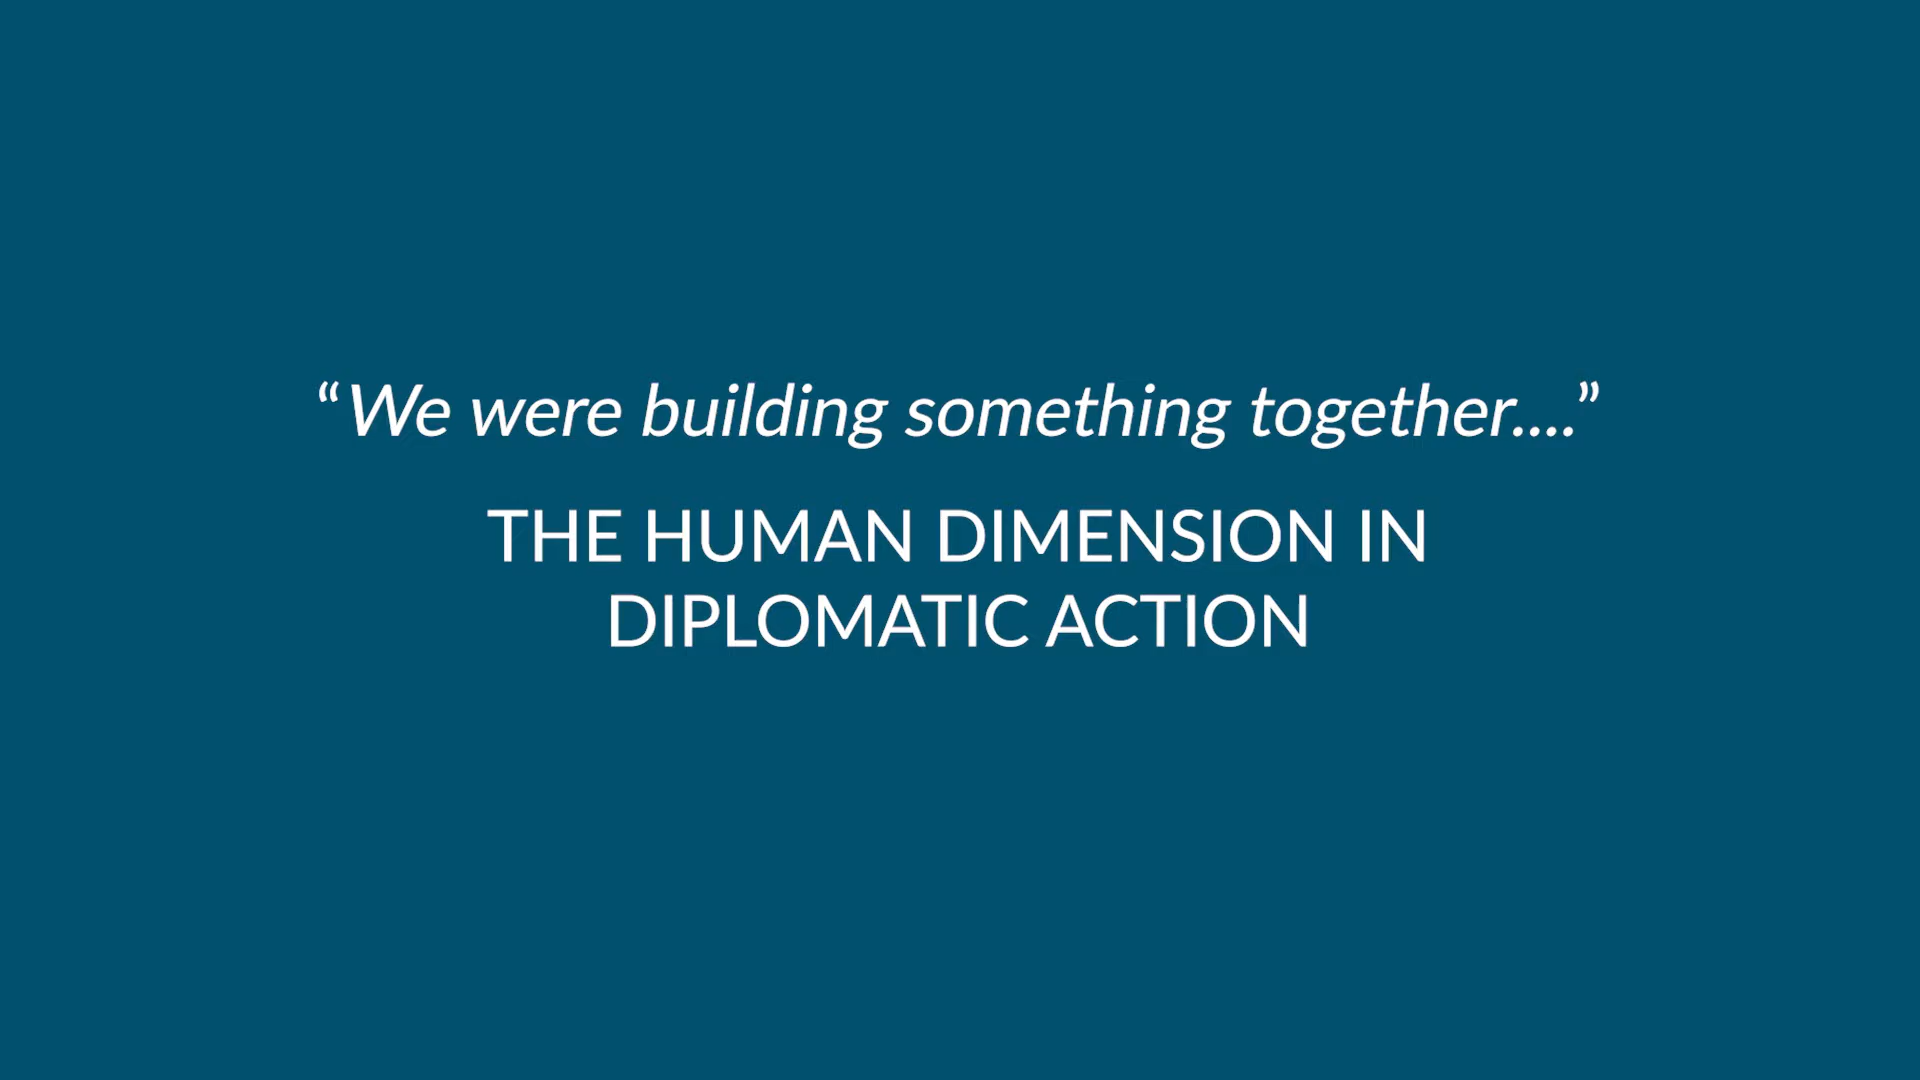 “We were building something together....”
THE HUMAN DIMENSION IN
DIPLOMATIC ACTION